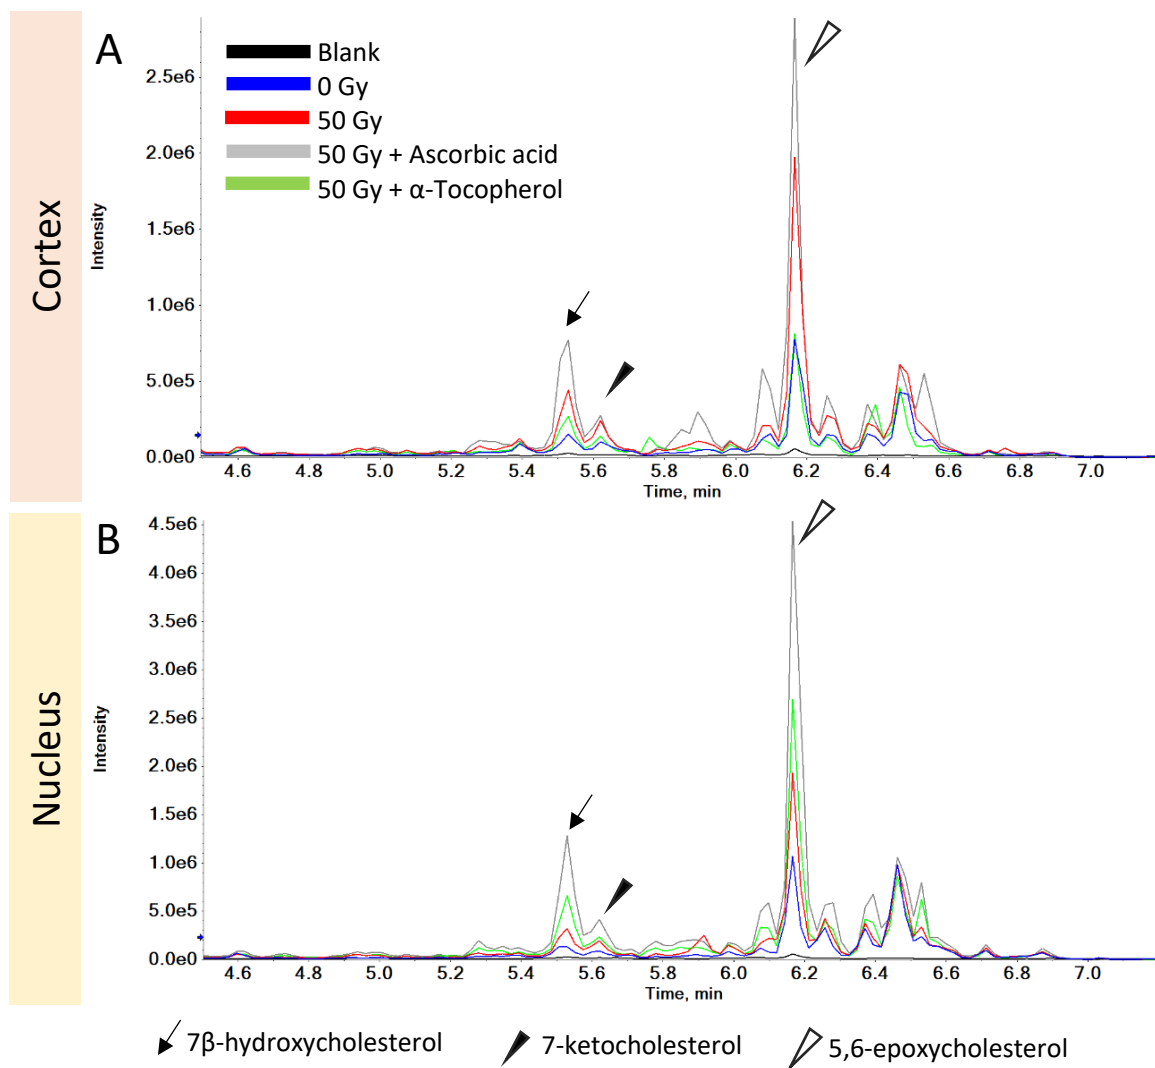 Cortex
A
Blank
0 Gy
50 Gy
50 Gy + Ascorbic acid
50 Gy + α-Tocopherol
Intensity
2.5e6
2.0e6
1.5e6
1.0e6
5.0e5
0.0e0
4.6 4.8 5.0 5.2 5.4 5.6 5.8 6.0 6.2 6.4 6.6 6.8 7.0
Time, min
Nucleus
B
Intensity
4.5e6
4.0e6
3.5e6
3.0e6
2.5e6
2.0e6
1.5e6
1.0e6
5.0e5
0.0e0
4.6 4.8 5.0 5.2 5.4 5.6 5.8 6.0 6.2 6.4 6.6 6.8 7.0
Time, min
7β-hydroxycholesterol 7-ketocholesterol 5,6-epoxycholesterol